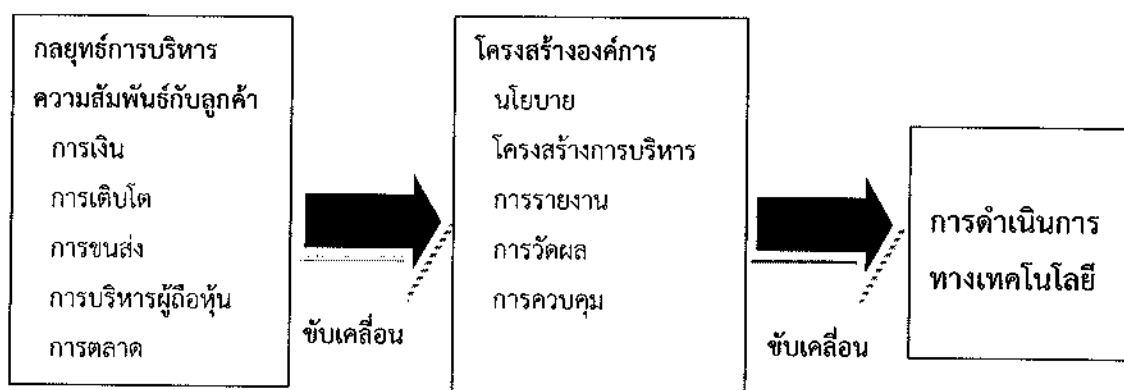 กลยุทธ์การบริหาร
ความสัมพันธ์กับลูกค้า
การเงิน
การเติบโต
การขนส่ง
การบริหารผู้ถือหุ้น
การตลาด
ขับเคลื่อน
โครงสร้างองค์การ
นโยบาย
โครงสร้างการบริหาร
การรายงาน
การวัดผล
การควบคุม
ขับเคลื่อน
การดำเนินการ
ทางเทคโนโลยี